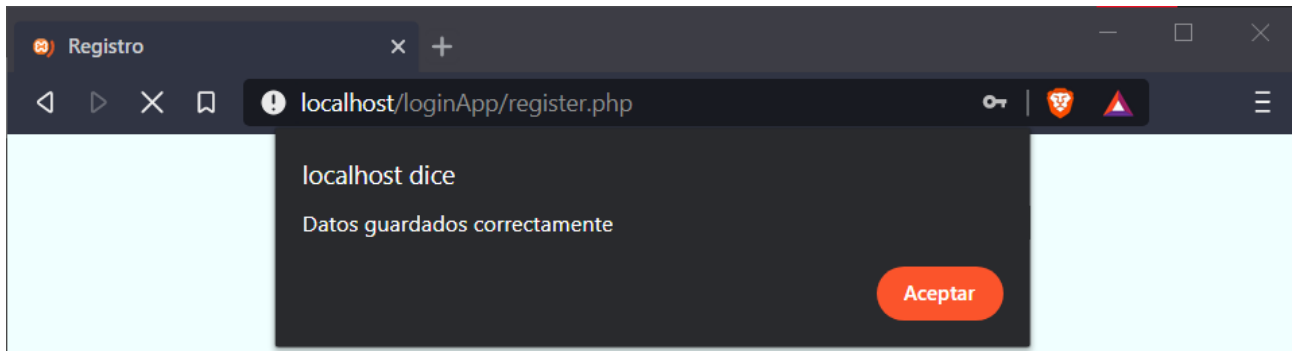 Registro
localhost/loginApp/register.php
localhost dice
Datos guardados correctamente
Aceptar